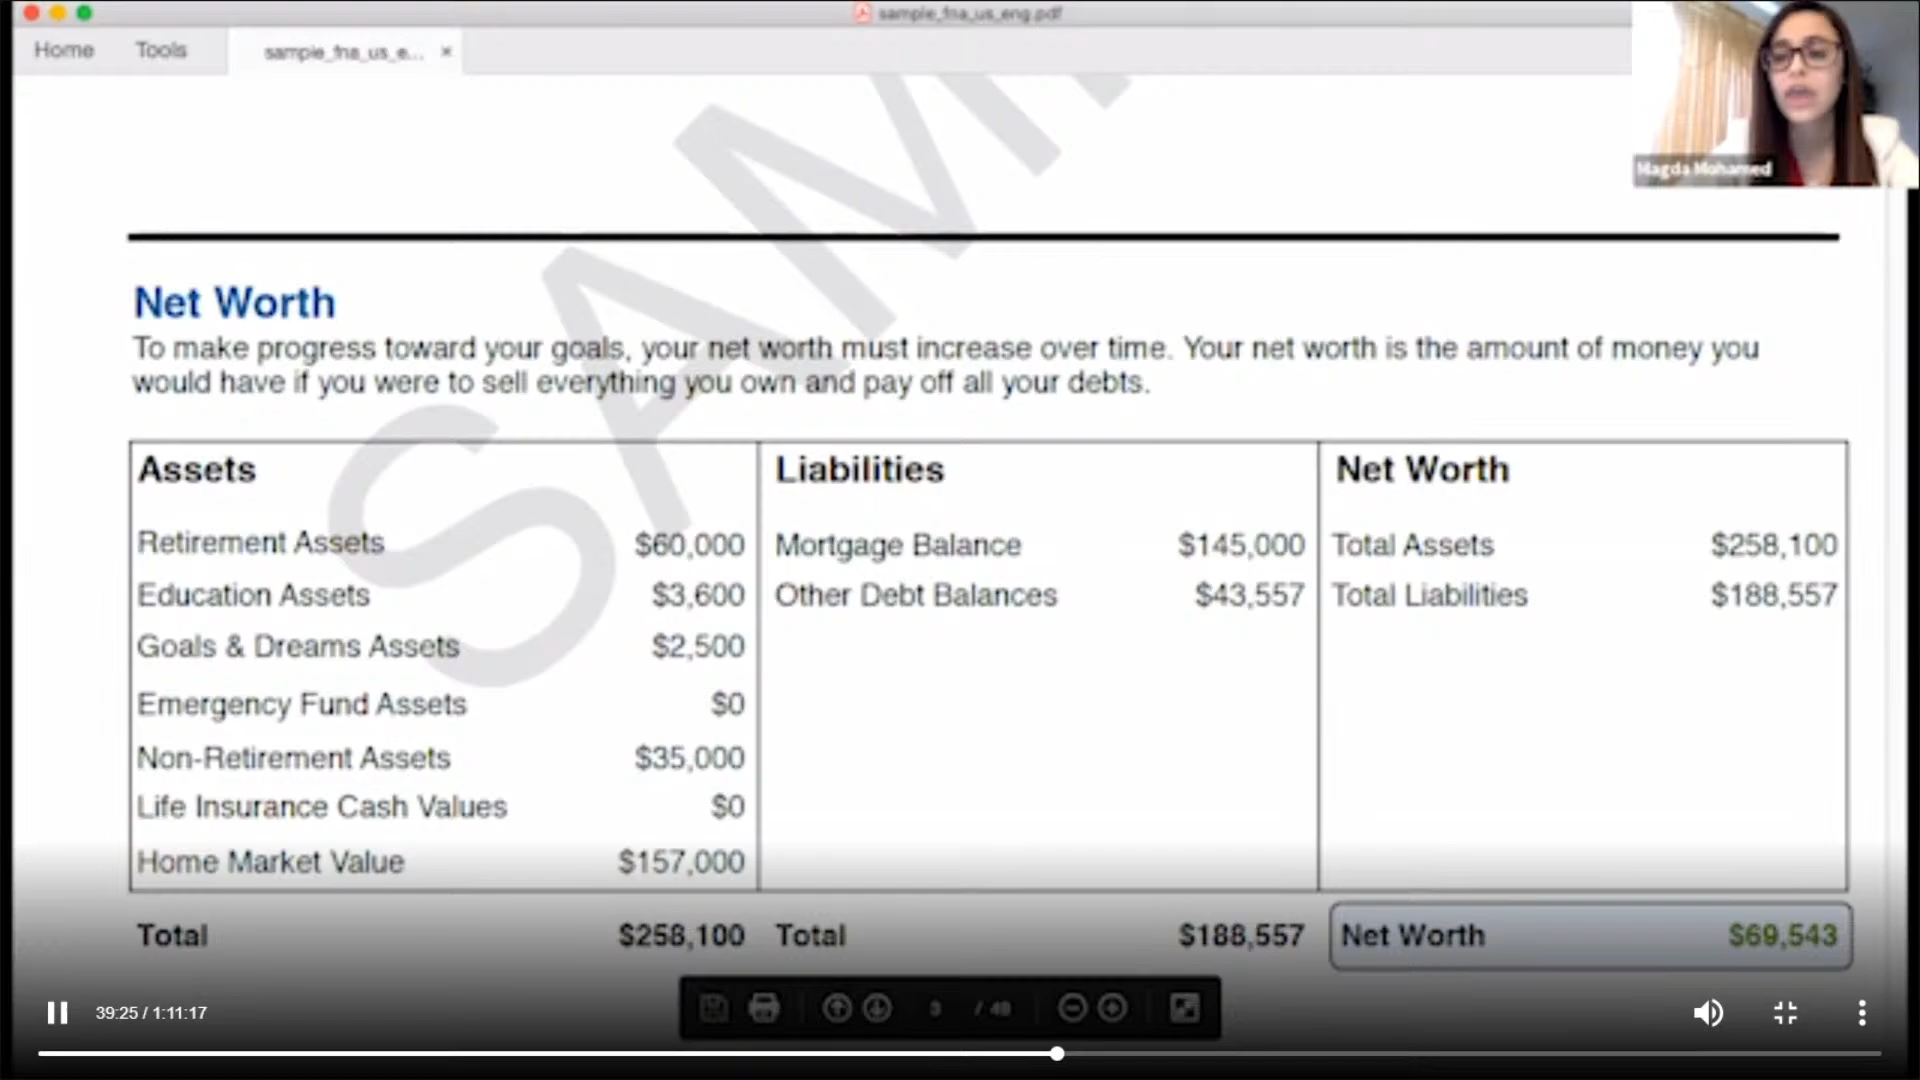 sample_fna_us_eng.pdf
Home Tools sample_fna_us_e... ×
Magda Mohamed
SAM
Net Worth
To make progress toward your goals, your net worth must increase over time. Your net worth is the amount of money you
would have if you were to sell everything you own and pay off all your debts.
Assets Liabilities Net Worth
Retirement Assets $60,000 Mortgage Balance $145,000 Total Assets $258,100
Education Assets $3,600 Other Debt Balances $43,557 Total Liabilities $188,557
Goals & Dreams Assets $2,500
Emergency Fund Assets $0
Non-Retirement Assets $35,000
Life Insurance Cash Values $0
Home Market Value $157,000
Total $258,100 Total $188,557 Net Worth $69,543
39:25 / 1:11:17